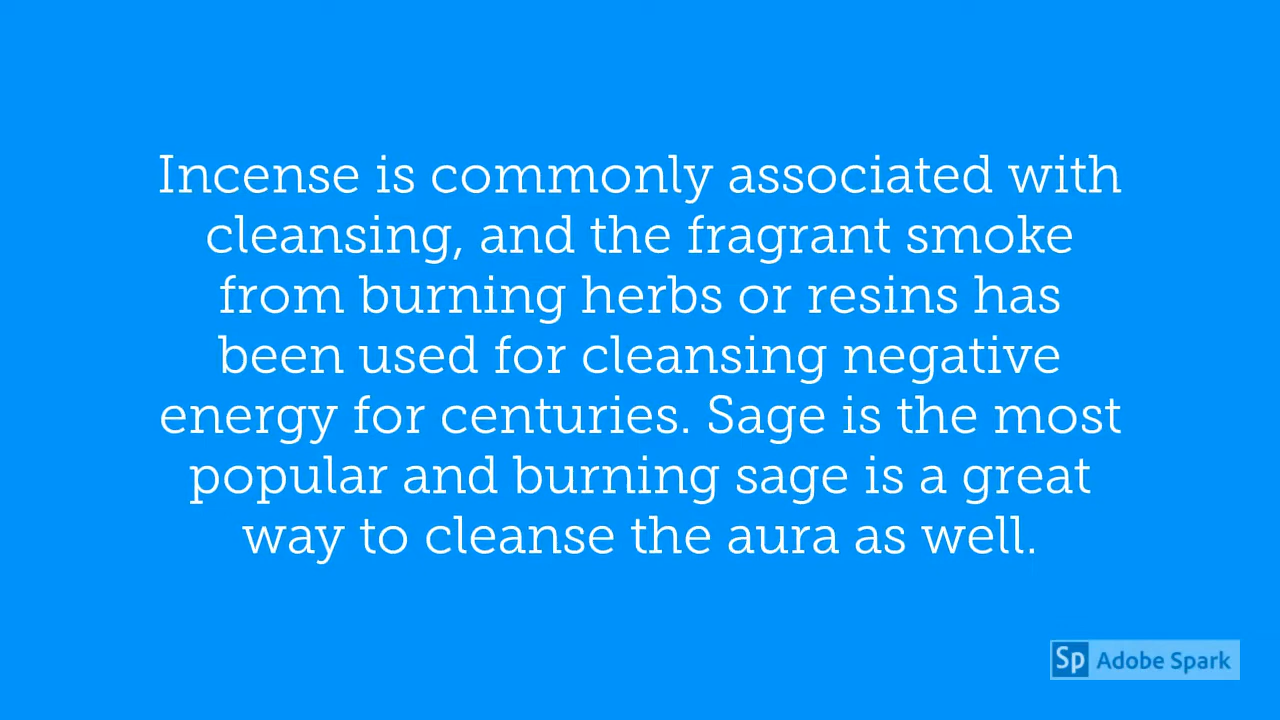 Incense is commonly associated with
cleansing, and the fragrant smoke
from burning herbs or resins has
been used for cleansing negative
energy for centuries. Sage is the most
popular and burning sage is a great
way to cleanse the aura as well.
Sp Adobe Spark